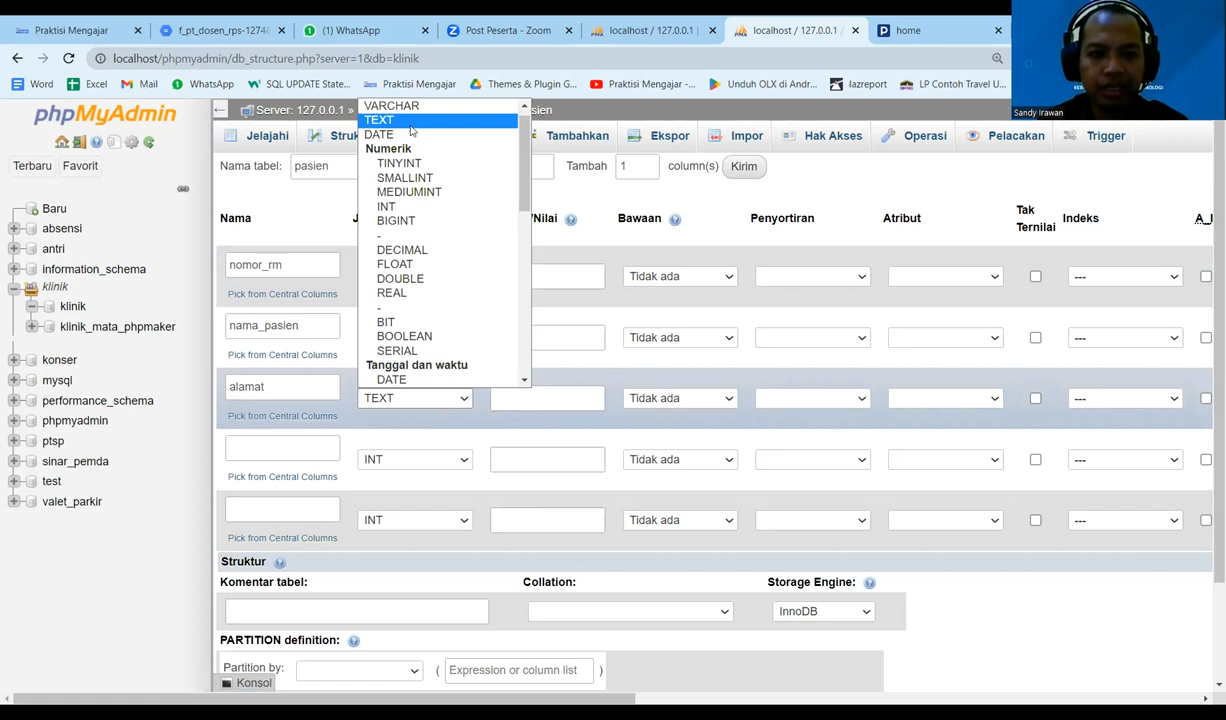 Praktisi Mengajar
f_pt_dosen_rps-12748
(1) WhatsApp
Post Peserta - Zoom
localhost / 127.0.0.1 |
localhost / 127.0.0.1 /
home
localhost/phpmyadmin/db_structure.php?server=1&db=klinik
Word
Excel
WhatsApp
Mail
SQL UPDATE State...
Praktisi Mengajar
Themes & Plugin G...
Praktisi Mengajar -...
Unduh OLX di Andr...
lazreport
LP Contoh Travel U...
Sandy Irawan
phpMyAdmin
Terbaru
Favorit
Baru
absensi
antri
information_schema
klinik
klinik
klinik_mata_phpmaker
konser
mysql
performance_schema
phpmyadmin
ptsp
sinar_pemda
test
valet_parkir
Server: 127.0.0.1 »
sien
Jelajahi
Struk
Tambahkan
Ekspor
Impor
Hak Akses
Operasi
Pelacakan
Trigger
Nama tabel:
pasien
Tambah
1
column(s)
Kirim
Nama
J
/Nilai
Bawaan
Penyortiran
Atribut
Tak
Ternilai
Indeks
A_I
VARCHAR
TEXT
DATE
Numerik
TINYINT
SMALLINT
MEDIUMINT
INT
BIGINT
-
DECIMAL
FLOAT
DOUBLE
REAL
-
BIT
BOOLEAN
SERIAL
Tanggal dan waktu
DATE
nomor_rm
Tidak ada
---
Pick from Central Columns
nama_pasien
Tidak ada
---
Pick from Central Columns
alamat
TEXT
Tidak ada
---
Pick from Central Columns
INT
Tidak ada
---
Pick from Central Columns
INT
Tidak ada
---
Pick from Central Columns
Struktur
Komentar tabel:
Collation:
Storage Engine:
InnoDB
PARTITION definition:
Partition by:
(
Expression or column list
)
Konsol